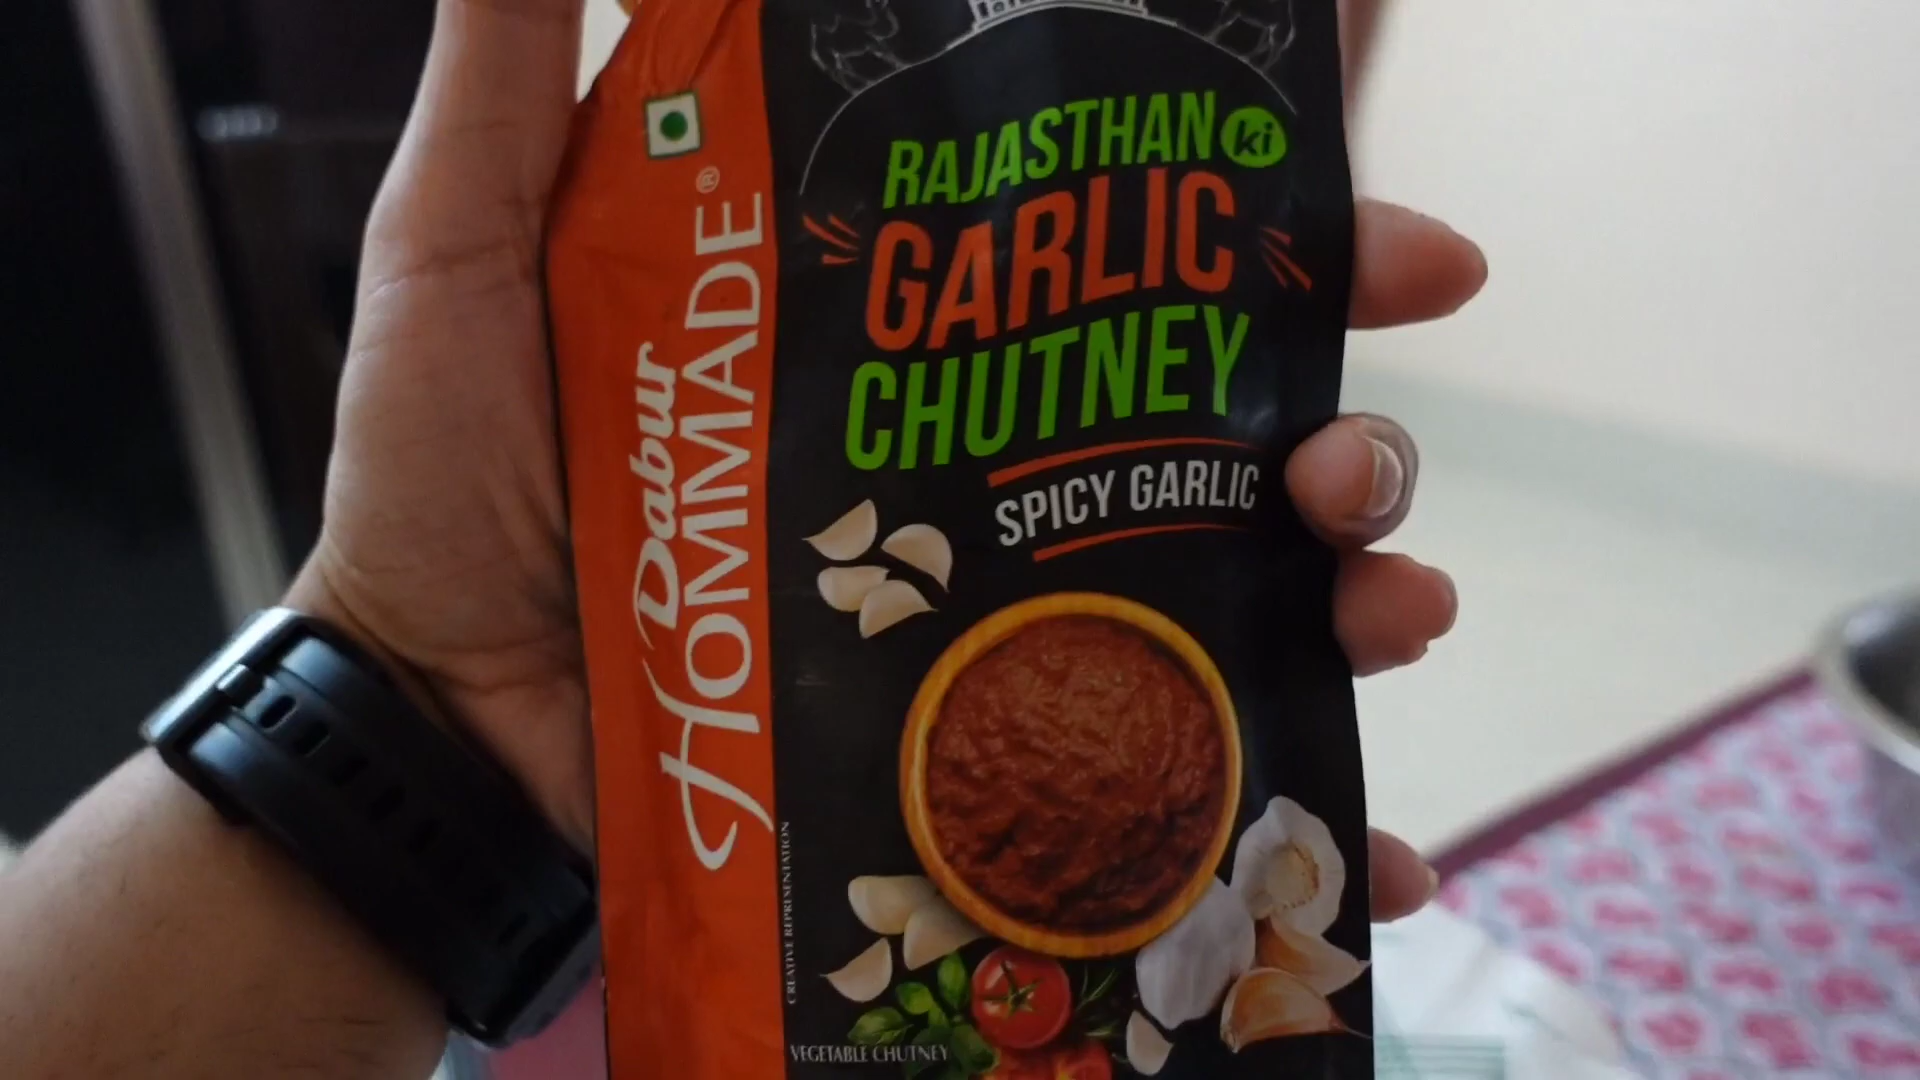 Dabur
HOMMADE®
RAJASTHAN ki
GARLIC
CHUTNEY
SPICY GARLIC
CREATIVE REPRESENTATION
VEGETABLE CHUTNEY